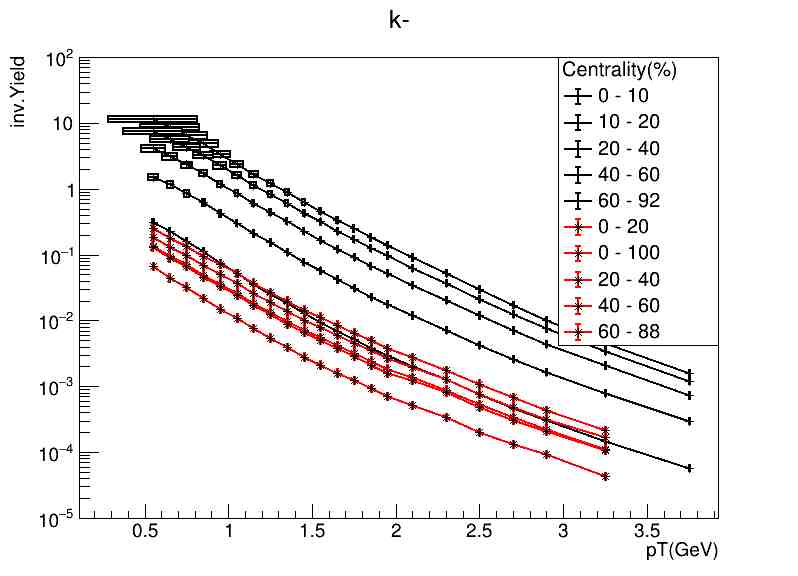 k-
inv.Yield
10²
10
1
10⁻¹
10⁻²
10⁻³
10⁻⁴
10⁻⁵
Centrality(%)
0 - 10
10 - 20
20 - 40
40 - 60
60 - 92
0 - 20
0 - 100
20 - 40
40 - 60
60 - 88
0.5 1 1.5 2 2.5 3 3.5
pT(GeV)